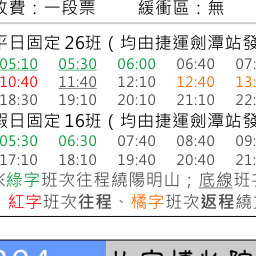 收費：一段票　緩衝區：無
平日固定 26班（均由捷運劍潭站發
05:10 05:30 06:00 06:40 07:
10:40 11:40 12:10 12:40 13:
18:30 19:10 20:10 21:10 22:
假日固定 16班（均由捷運劍潭站發
05:30 06:30 07:40 08:40 09:
17:10 18:10 19:40 20:40 21:
※綠字班次往程繞陽明山；底線班
紅字班次往程、橘字班次返程繞